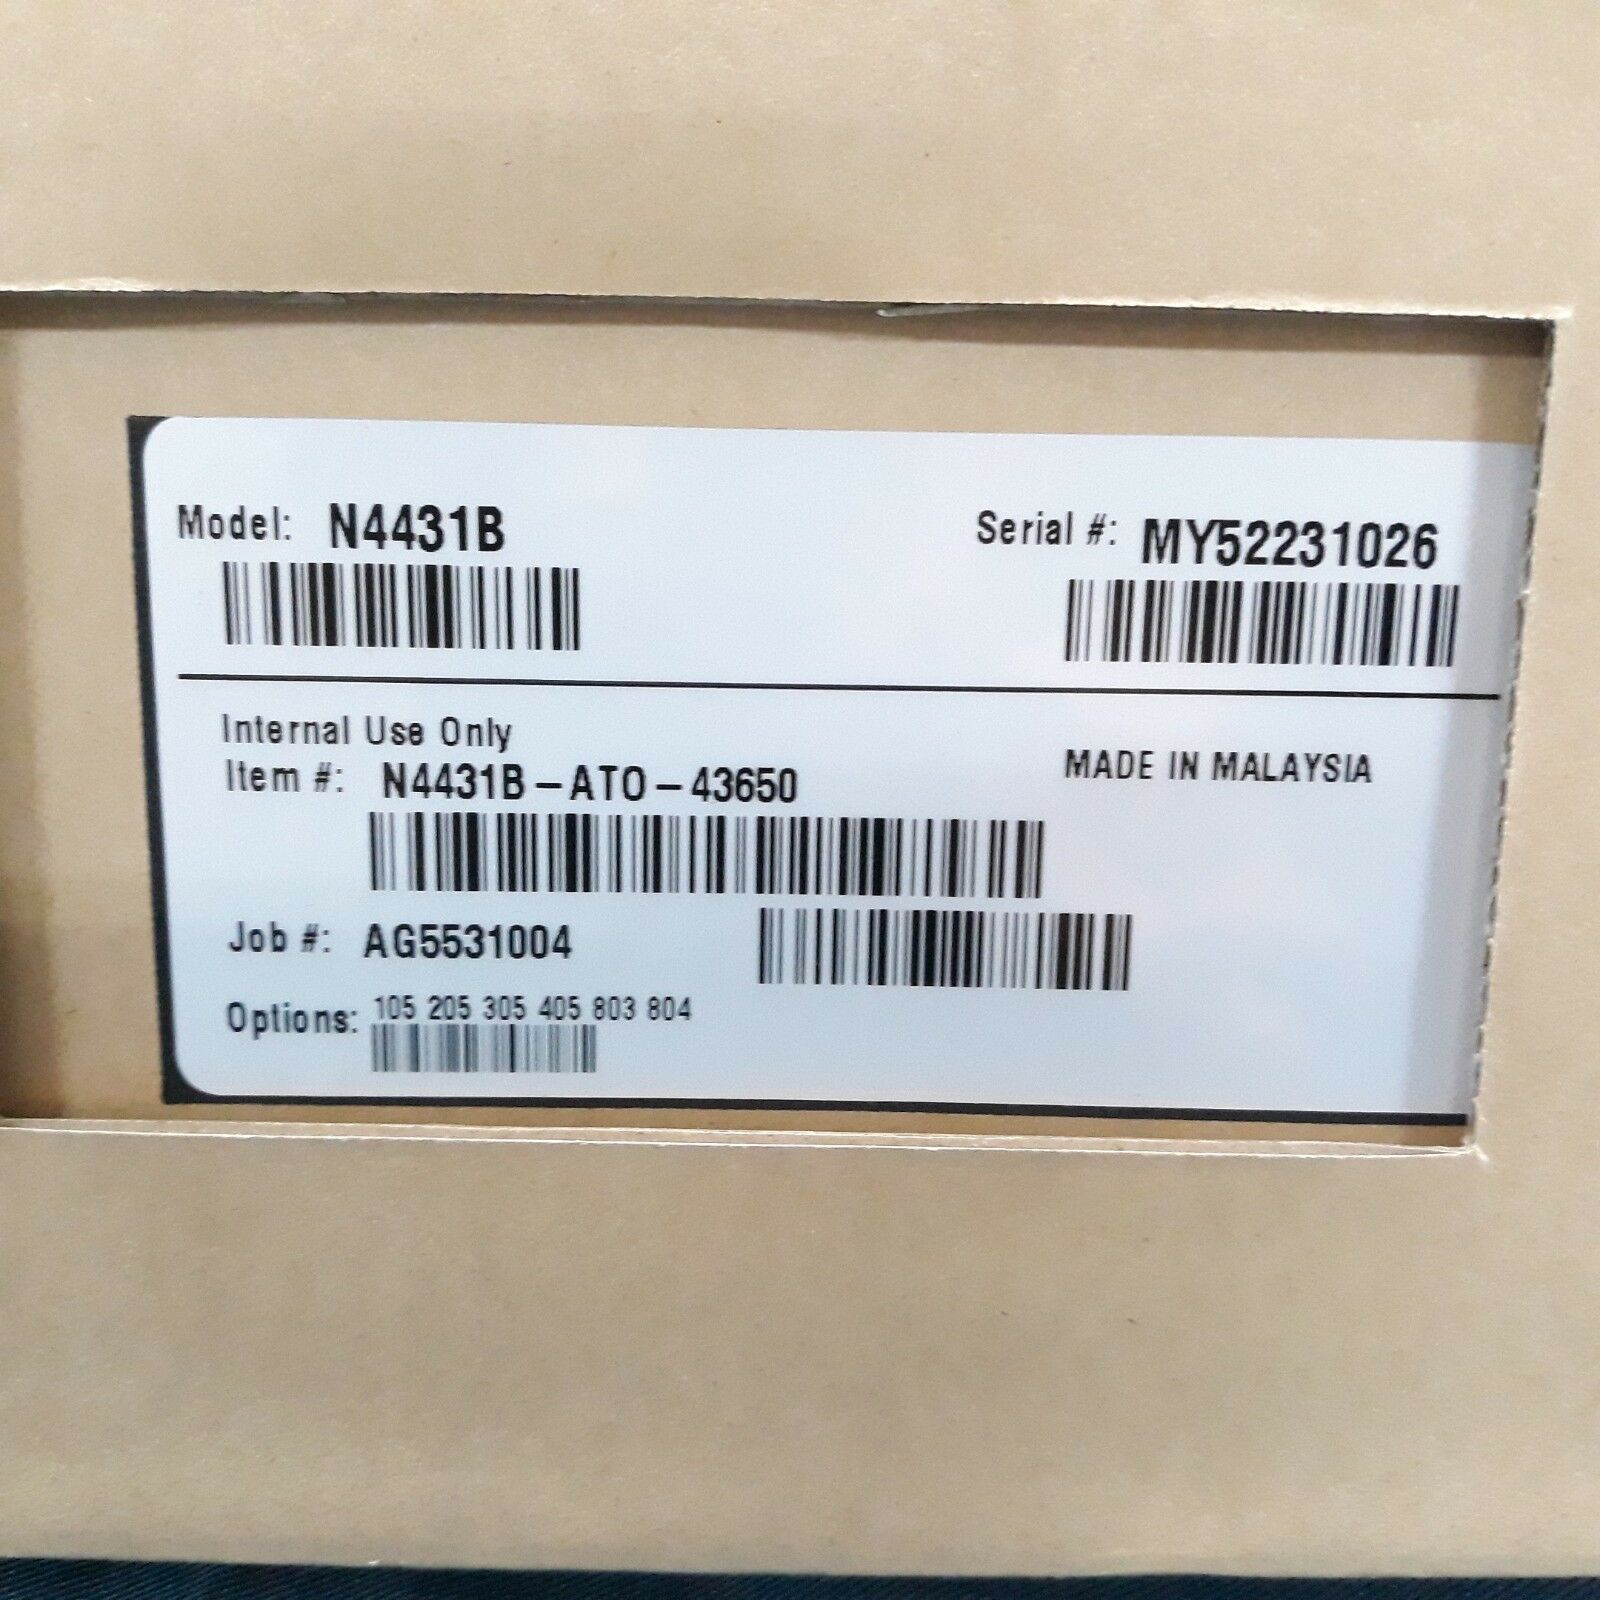 Model: N4431B
Serial #: MY52231026
Internal Use Only
Item #: N4431B-ATO-43650
MADE IN MALAYSIA
Job #: AG5531004
Options: 105 205 305 405 803 804